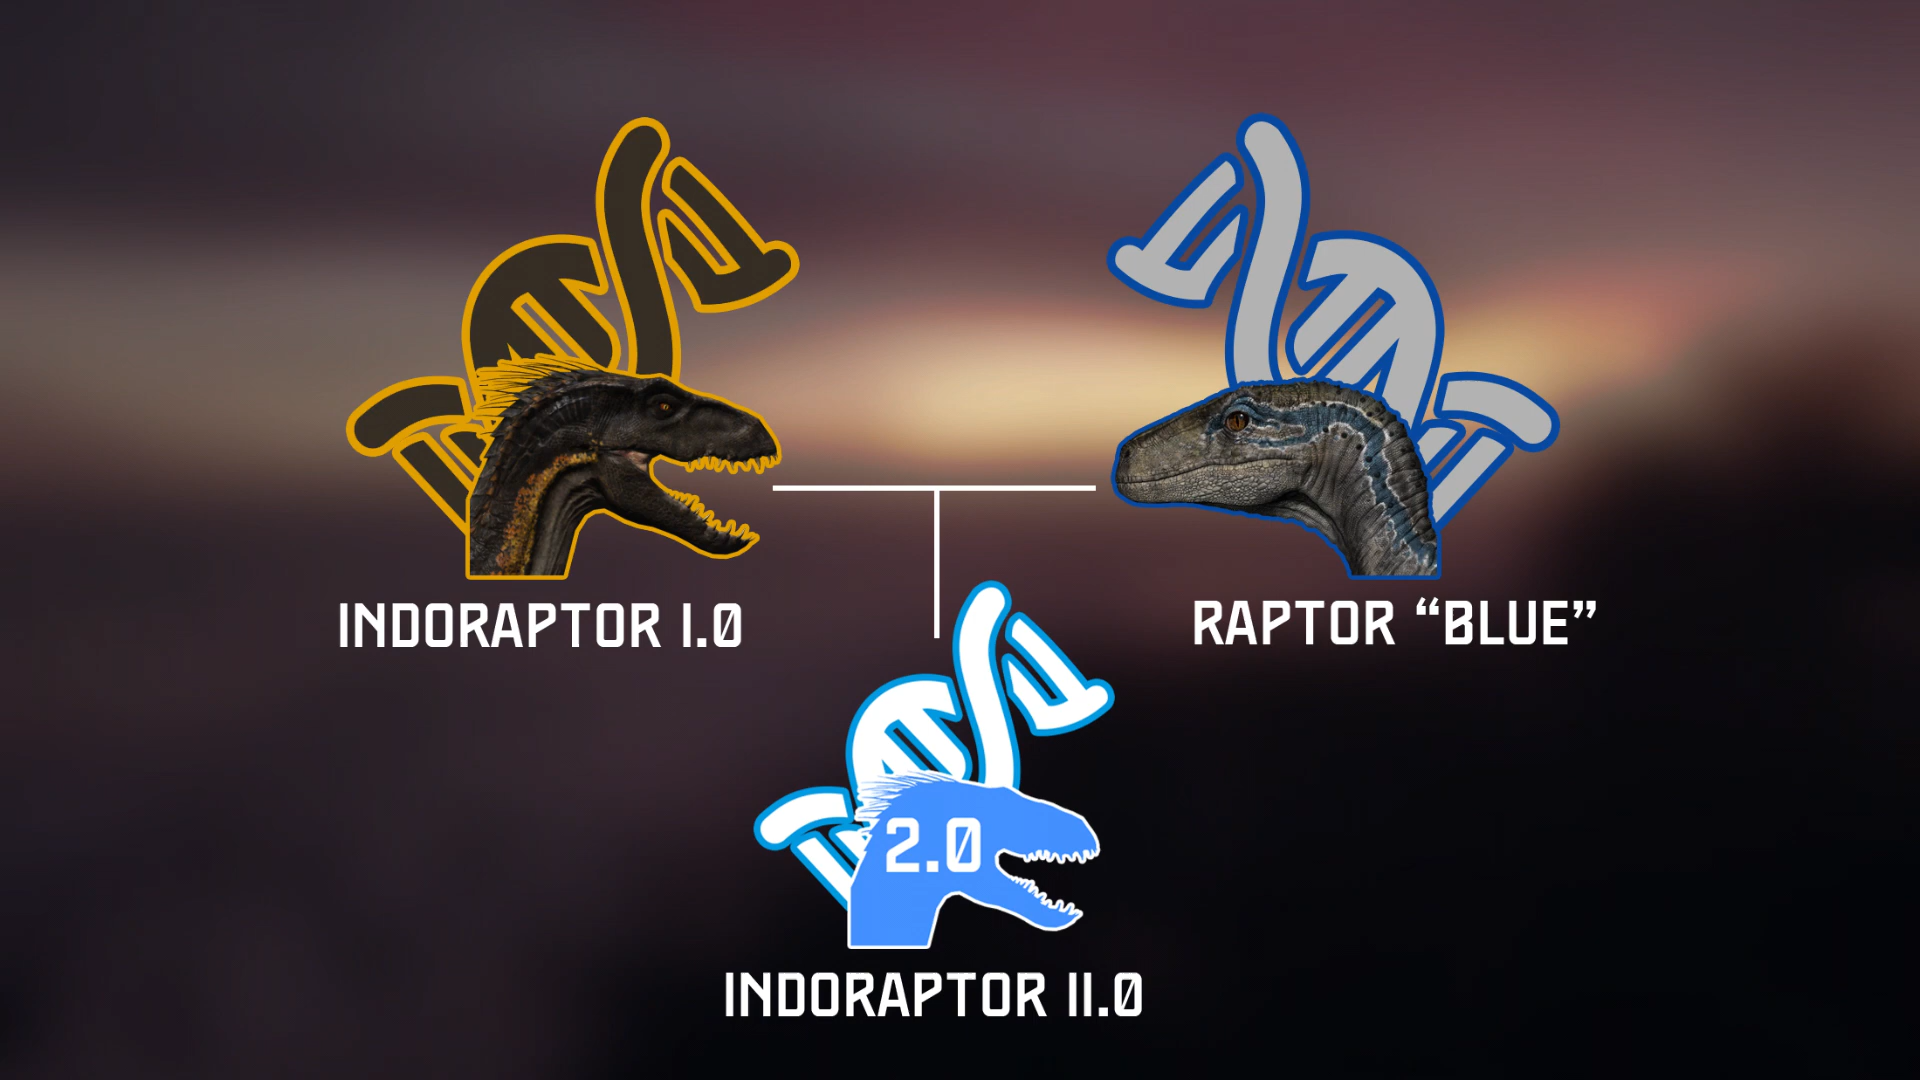 INDORAPTOR I.0
RAPTOR “BLUE”
2.0
INDORAPTOR II.0